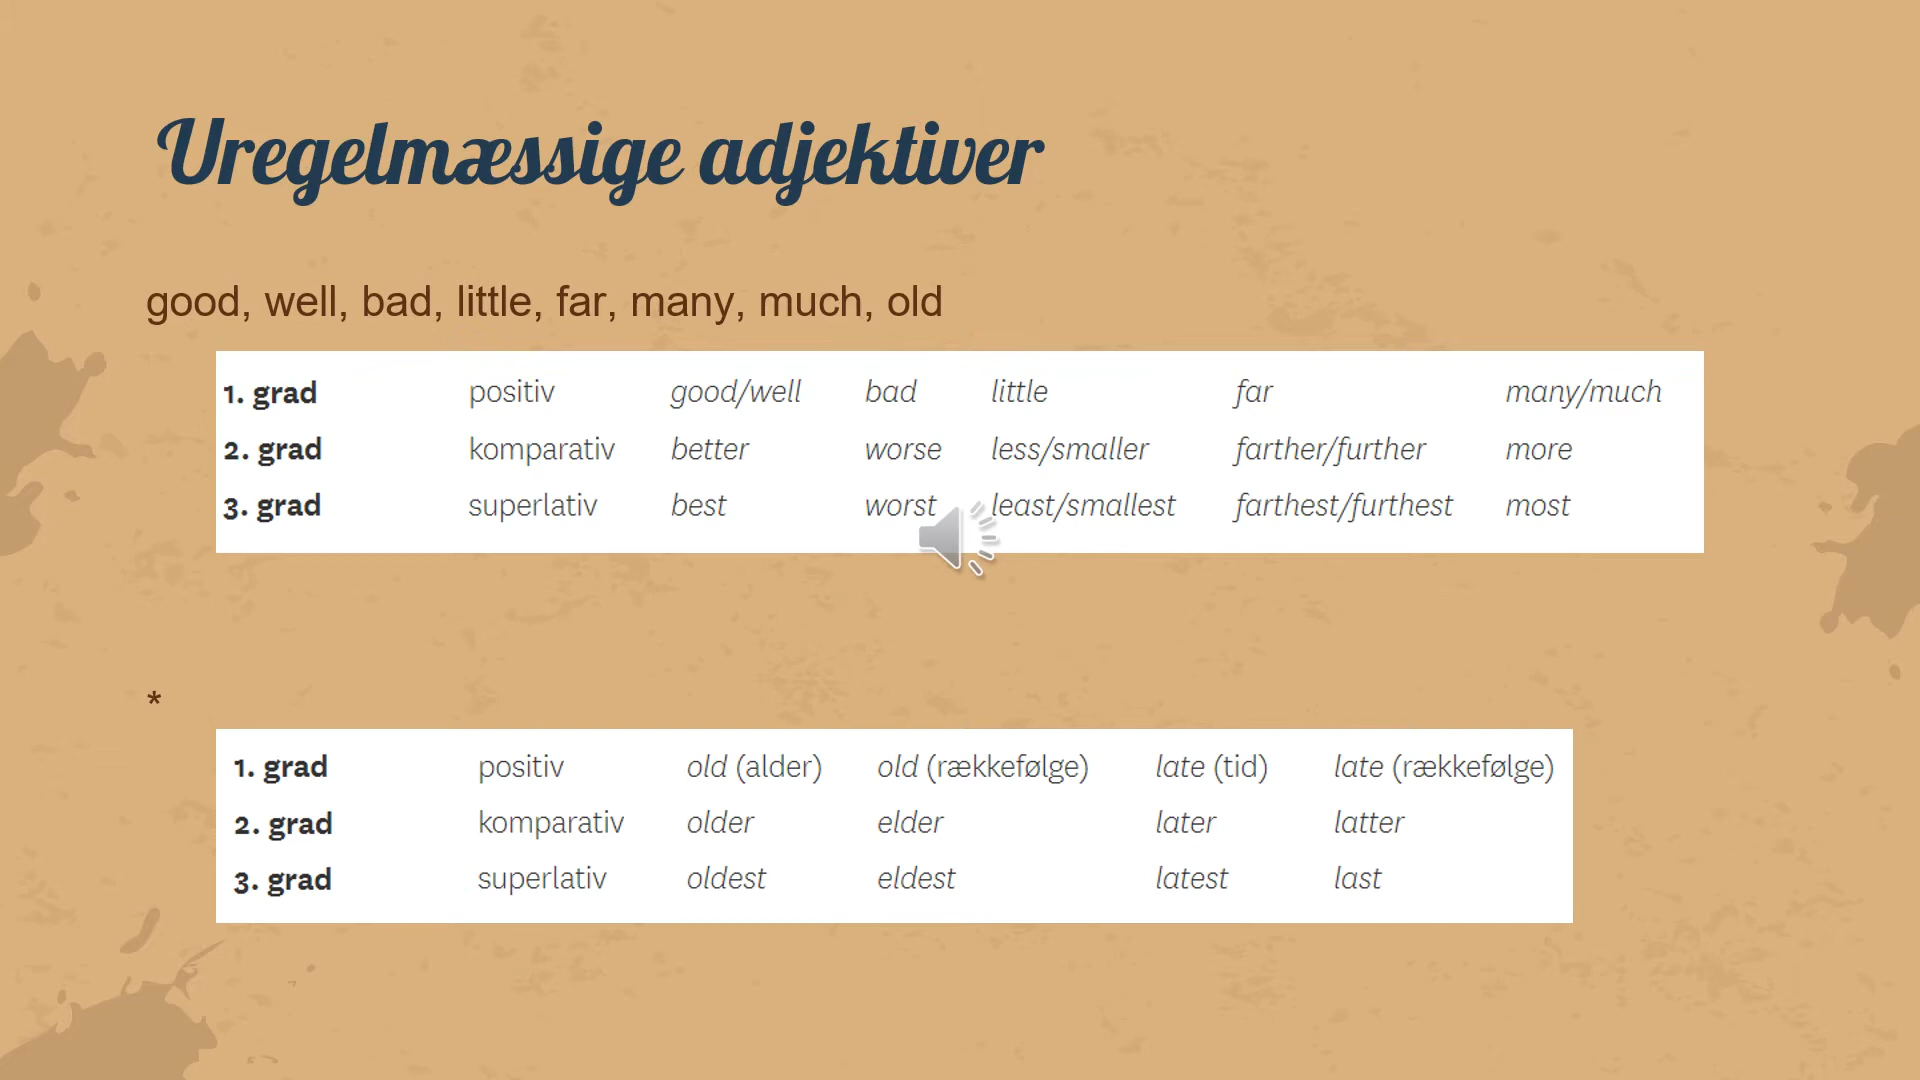 Uregelmæssige adjektiver
good, well, bad, little, far, many, much, old
1. grad positiv good/well bad little far many/much
2. grad komparativ better worse less/smaller farther/further more
3. grad superlativ best worst least/smallest farthest/furthest most
*
1. grad positiv old (alder) old (rækkefølge) late (tid) late (rækkefølge)
2. grad komparativ older elder later latter
3. grad superlativ oldest eldest latest last